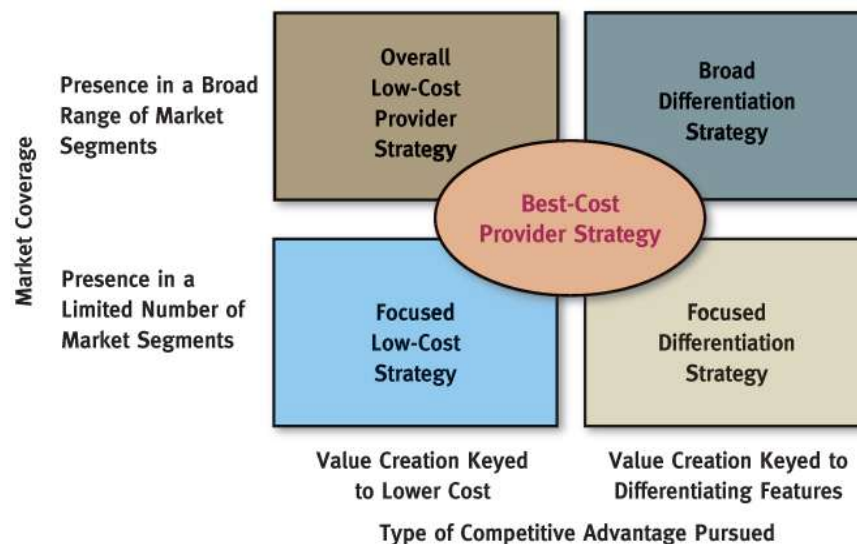 Market Coverage
Presence in a Broad
Range of Market
Segments
Overall
Low-Cost
Provider
Strategy
Broad
Differentiation
Strategy
Best-Cost
Provider Strategy
Presence in a
Limited Number of
Market Segments
Focused
Low-Cost
Strategy
Focused
Differentiation
Strategy
Value Creation Keyed
to Lower Cost
Value Creation Keyed to
Differentiating Features
Type of Competitive Advantage Pursued